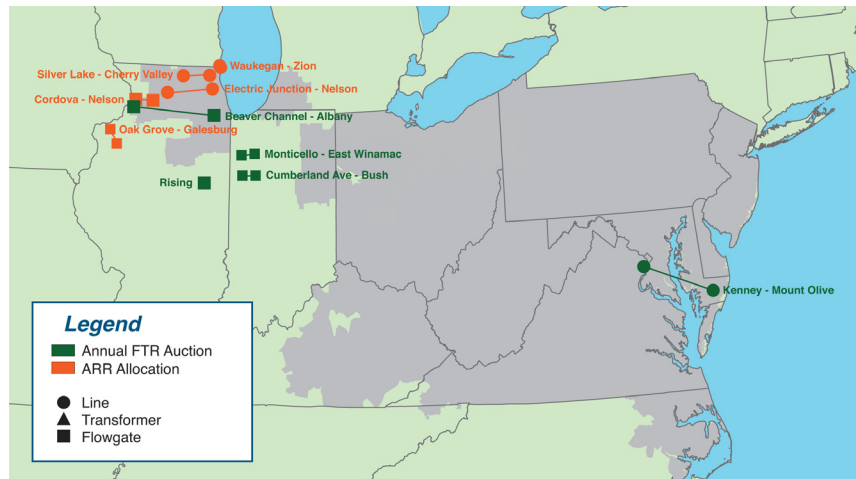 Waukegan - Zion
Silver Lake - Cherry Valley
Electric Junction - Nelson
Cordova - Nelson
Beaver Channel - Albany
Oak Grove - Galesburg
Monticello - East Winamac
Cumberland Ave - Bush
Rising
Kenney - Mount Olive
Legend
Annual FTR Auction
ARR Allocation
Line
Transformer
Flowgate